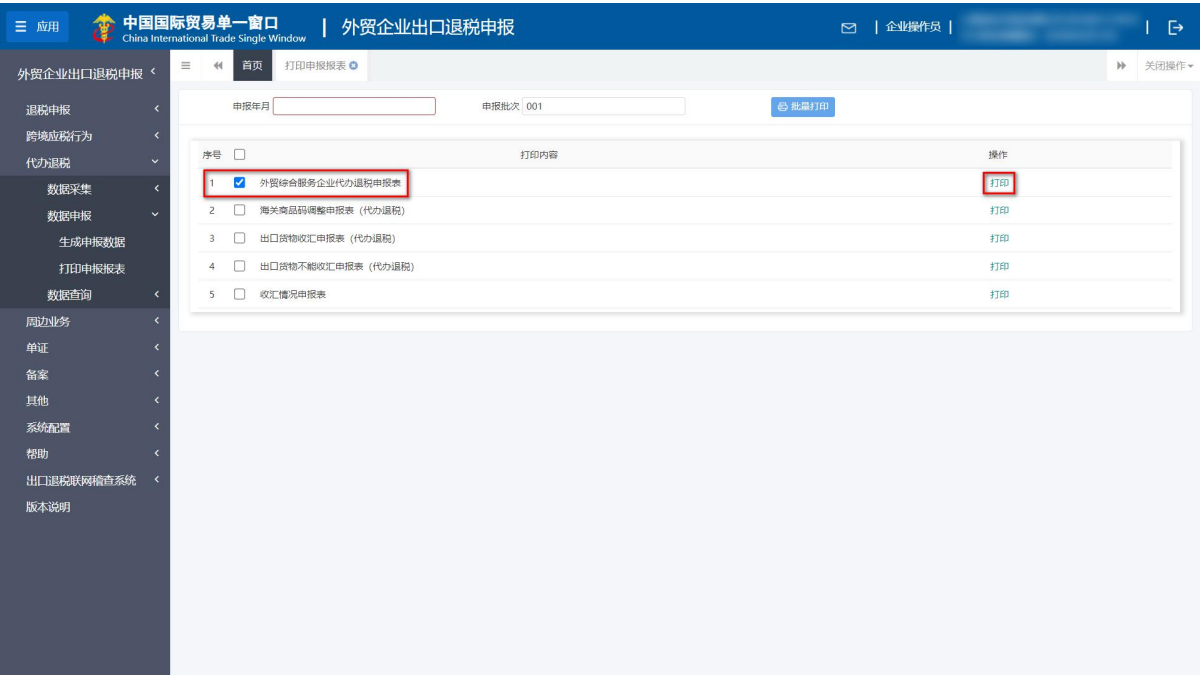 应用
中国国际贸易单一窗口
China International Trade Single Window
外贸企业出口退税申报
企业操作员
外贸企业出口退税申报
首页
打印申报报表
关闭操作
退税申报
跨境应税行为
代办退税
数据采集
数据申报
生成申报数据
打印申报报表
数据查询
周边业务
单证
备案
其他
系统配置
帮助
出口退税联网稽查系统
版本说明
申报年月
申报批次 001
批量打印
序号 打印内容 操作
1 外贸综合服务企业代办退税申报表 打印
2 海关商品码调整申报表（代办退税） 打印
3 出口货物收汇申报表（代办退税） 打印
4 出口货物不能收汇申报表（代办退税） 打印
5 收汇情况申报表 打印